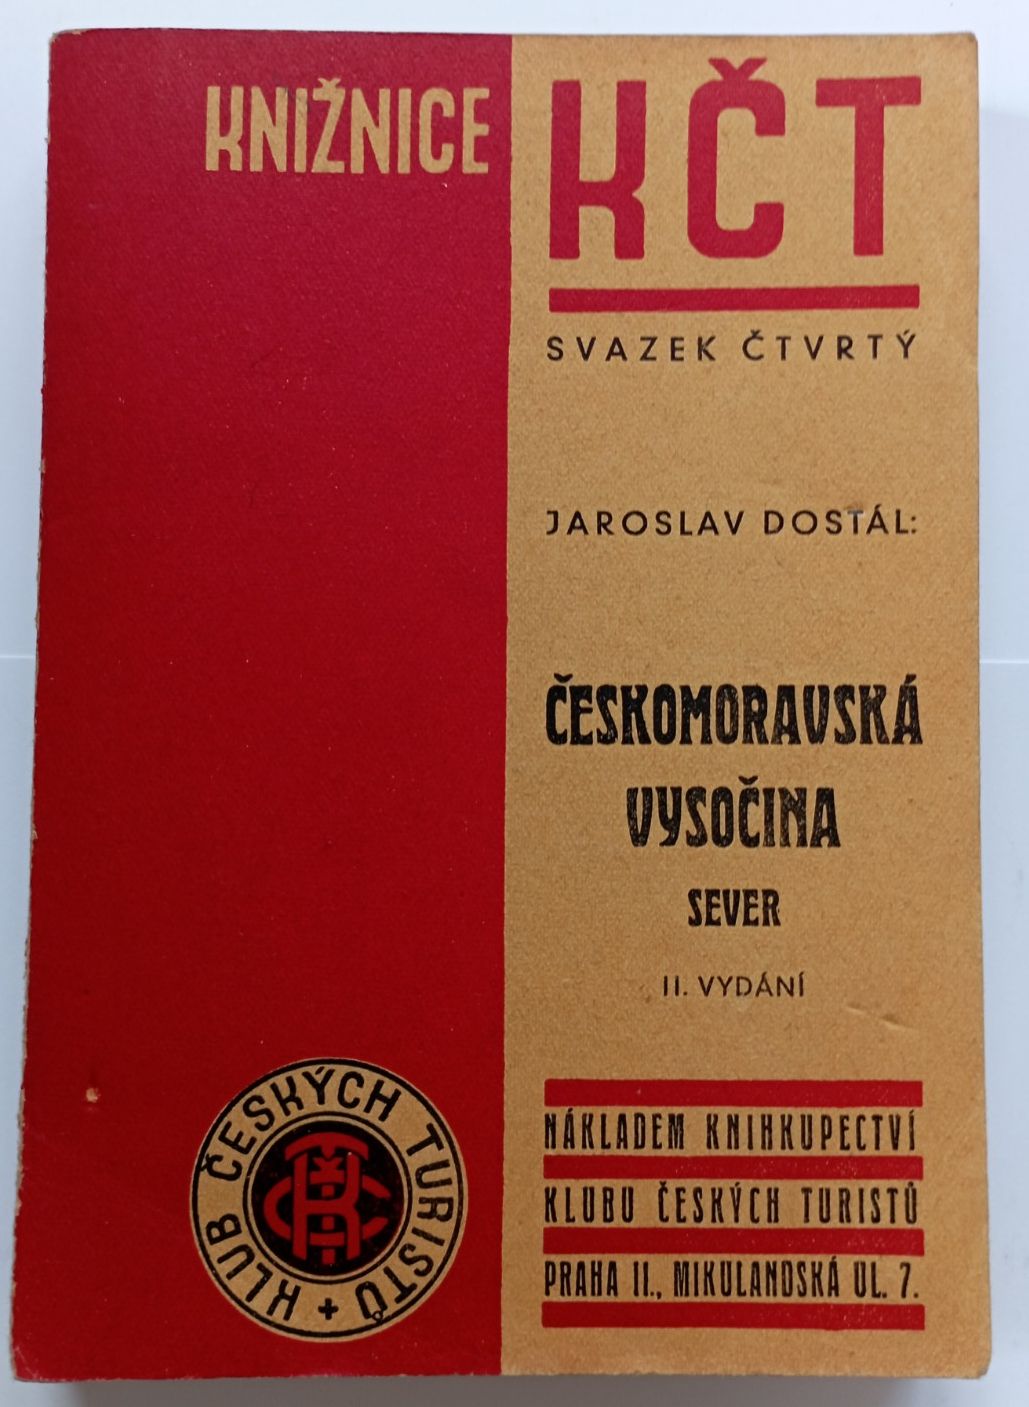 KNIŽNICE KČT
SVAZEK ČTVRTÝ
JAROSLAV DOSTÁL:
ČESKOMORAVSKÁ
VYSOČINA
SEVER
II. VYDÁNÍ
NÁKLADEM KNIHKUPECTVÍ
KLUBU ČESKÝCH TURISTŮ
PRAHA II., MIKULANDSKÁ UL. 7.
KLUB ČESKÝCH TURISTŮ +
KČT